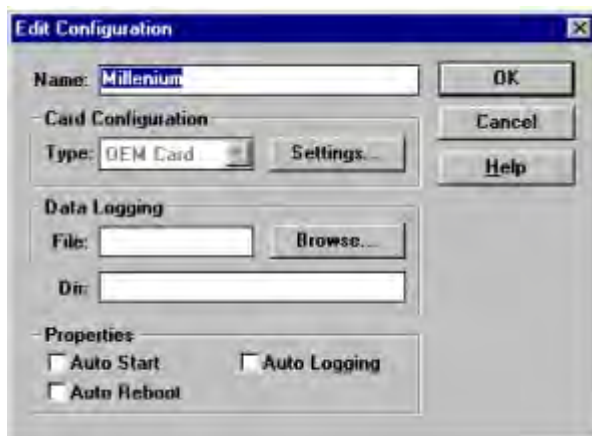 Edit Configuration
Name: Millenium
OK
Card Configuration
Cancel
Type: OEM Card
Settings...
Help
Data Logging
File:
Browse...
Dir:
Properties
Auto Start
Auto Logging
Auto Reboot